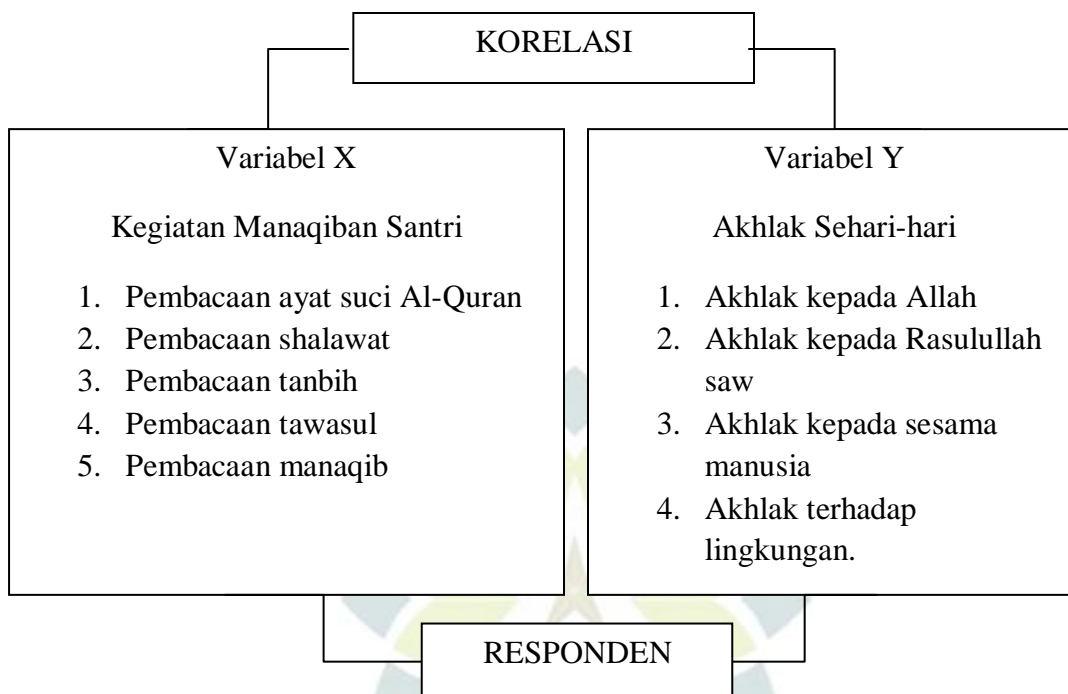 KORELASI
Variabel X
Kegiatan Manaqiban Santri
1. Pembacaan ayat suci Al-Quran
2. Pembacaan shalawat
3. Pembacaan tanbih
4. Pembacaan tawasul
5. Pembacaan manaqib
Variabel Y
Akhlak Sehari-hari
1. Akhlak kepada Allah
2. Akhlak kepada Rasulullah
saw
3. Akhlak kepada sesama
manusia
4. Akhlak terhadap
lingkungan.
RESPONDEN